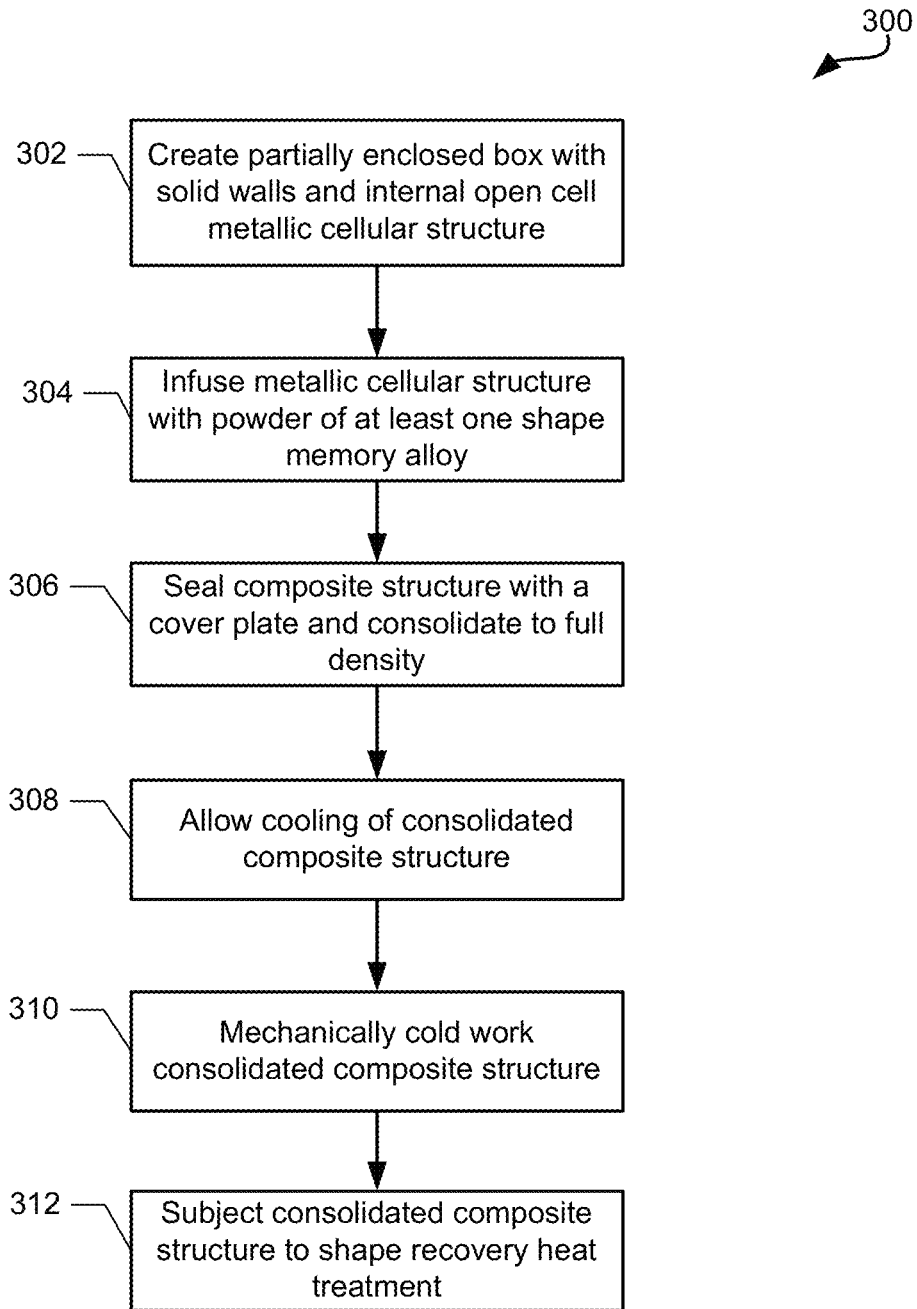 300
302
Create partially enclosed box with
solid walls and internal open cell
metallic cellular structure
304
Infuse metallic cellular structure
with powder of at least one shape
memory alloy
306
Seal composite structure with a
cover plate and consolidate to full
density
308
Allow cooling of consolidated
composite structure
310
Mechanically cold work
consolidated composite structure
312
Subject consolidated composite
structure to shape recovery heat
treatment